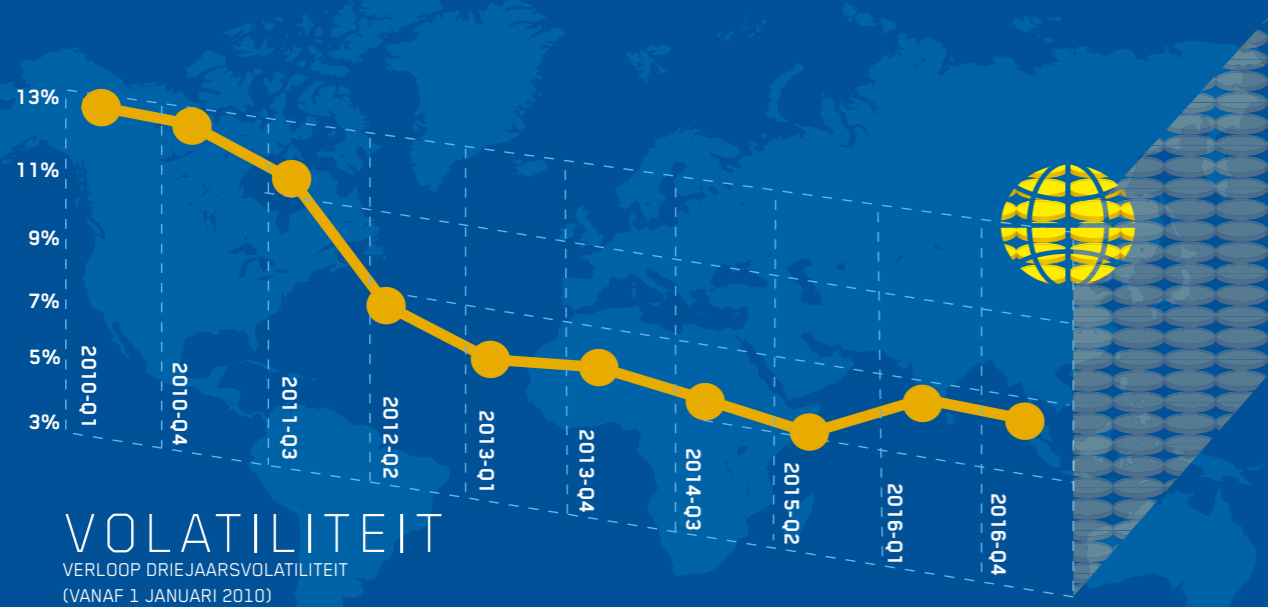 13%
11%
9%
7%
5%
3%
2010-Q1
2010-Q4
2011-Q3
2012-Q2
2013-Q1
2013-Q4
2014-Q3
2015-Q2
2016-Q1
2016-Q4
VOLATILITEIT
VERLOOP DRIEJAARSVOLATILITEIT
(VANAF 1 JANUARI 2010)